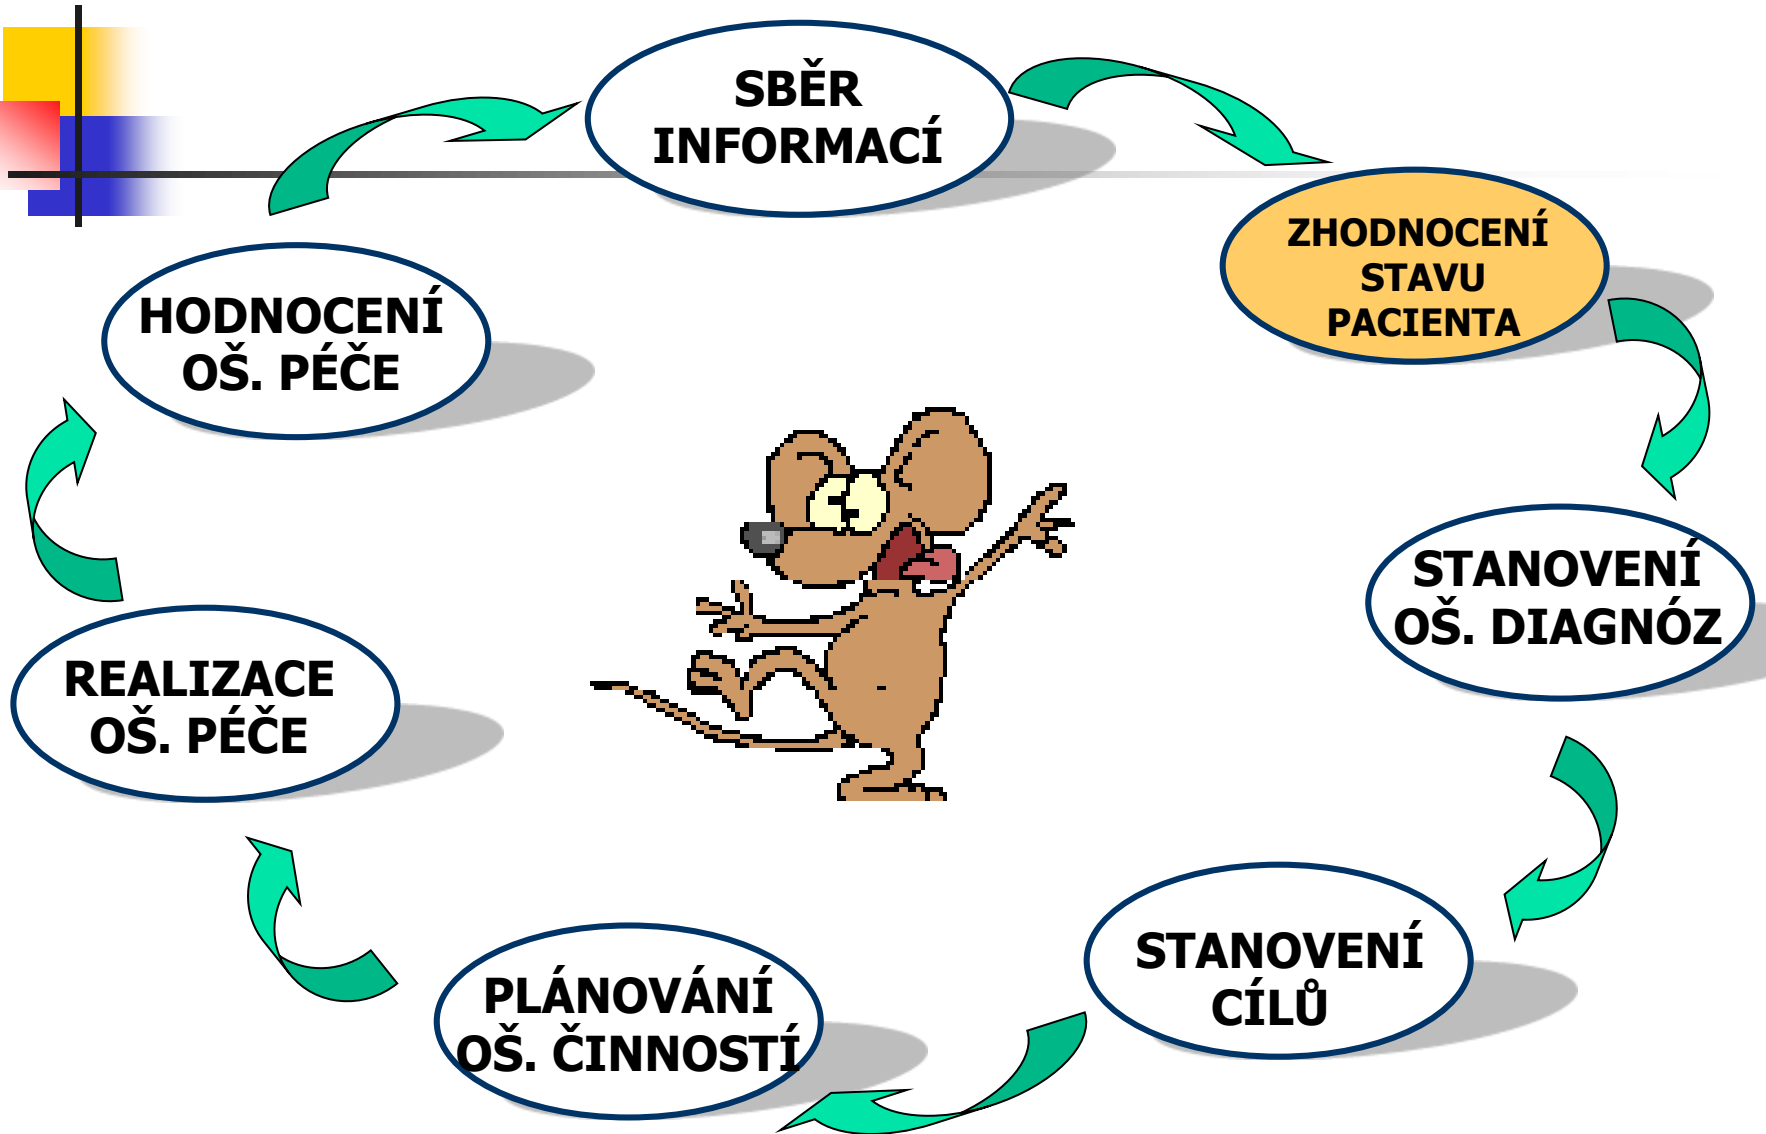 SBĚR
INFORMACÍ
ZHODNOCENÍ
STAVU
PACIENTA
STANOVENÍ
OŠ. DIAGNÓZ
STANOVENÍ
CÍLŮ
PLÁNOVÁNÍ
OŠ. ČINNOSTÍ
REALIZACE
OŠ. PÉČE
HODNOCENÍ
OŠ. PÉČE